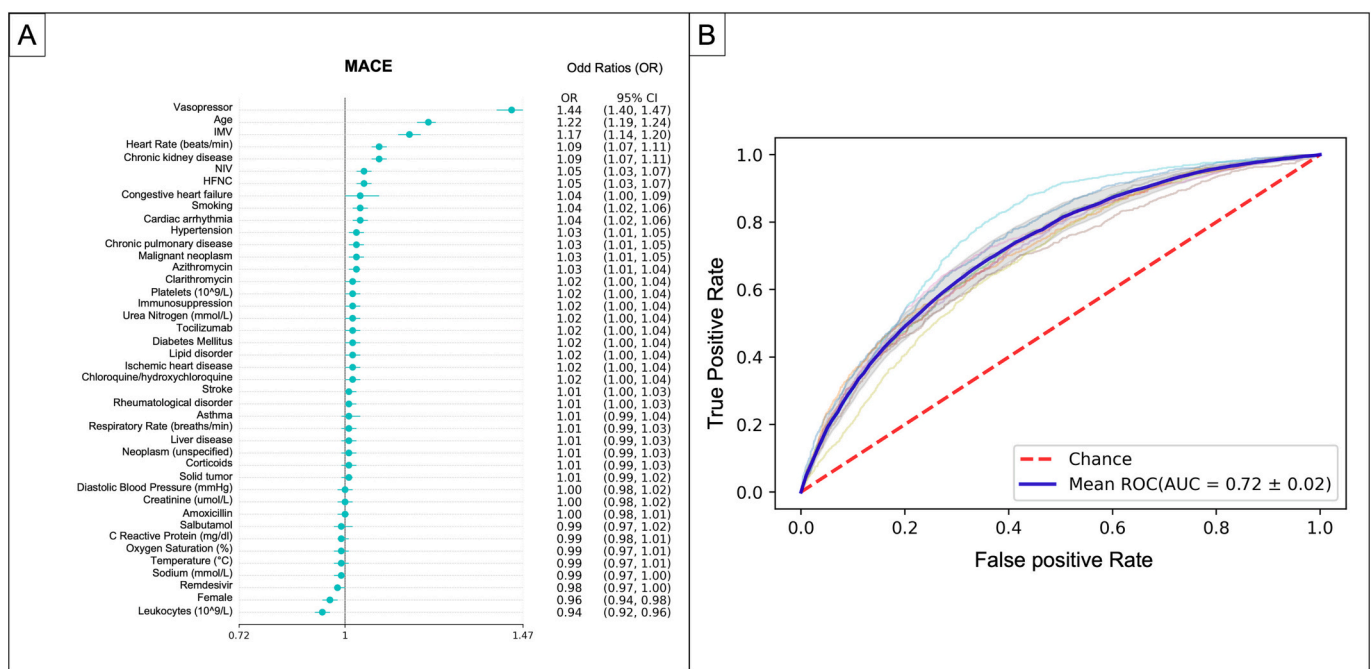 A
MACE
Odd Ratios (OR)
OR 95% CI
Vasopressor 1.44 (1.40, 1.47)
Age 1.22 (1.19, 1.24)
IMV 1.17 (1.14, 1.20)
Heart Rate (beats/min) 1.09 (1.07, 1.11)
Chronic kidney disease 1.09 (1.07, 1.11)
NIV 1.05 (1.03, 1.07)
HFNC 1.05 (1.03, 1.07)
Congestive heart failure 1.04 (1.00, 1.09)
Smoking 1.04 (1.02, 1.06)
Cardiac arrhythmia 1.04 (1.02, 1.06)
Hypertension 1.03 (1.01, 1.05)
Chronic pulmonary disease 1.03 (1.01, 1.05)
Malignant neoplasm 1.03 (1.01, 1.05)
Azithromycin 1.03 (1.01, 1.04)
Clarithromycin 1.02 (1.00, 1.04)
Platelets (10^9/L) 1.02 (1.00, 1.04)
Immunosuppression 1.02 (1.00, 1.04)
Urea Nitrogen (mmol/L) 1.02 (1.00, 1.04)
Tocilizumab 1.02 (1.00, 1.04)
Diabetes Mellitus 1.02 (1.00, 1.04)
Lipid disorder 1.02 (1.00, 1.04)
Ischemic heart disease 1.02 (1.00, 1.04)
Chloroquine/hydroxychloroquine 1.02 (1.00, 1.04)
Stroke 1.01 (1.00, 1.03)
Rheumatological disorder 1.01 (1.00, 1.03)
Asthma 1.01 (0.99, 1.04)
Respiratory Rate (breaths/min) 1.01 (0.99, 1.03)
Liver disease 1.01 (0.99, 1.03)
Neoplasm (unspecified) 1.01 (0.99, 1.03)
Corticoids 1.01 (0.99, 1.03)
Solid tumor 1.01 (0.99, 1.02)
Diastolic Blood Pressure (mmHg) 1.00 (0.98, 1.02)
Creatinine (umol/L) 1.00 (0.98, 1.02)
Amoxicillin 1.00 (0.98, 1.01)
Salbutamol 0.99 (0.97, 1.02)
C Reactive Protein (mg/dl) 0.99 (0.98, 1.01)
Oxygen Saturation (%) 0.99 (0.97, 1.01)
Temperature (°C) 0.99 (0.97, 1.01)
Sodium (mmol/L) 0.99 (0.97, 1.00)
Remdesivir 0.98 (0.97, 1.00)
Female 0.96 (0.94, 0.98)
Leukocytes (10^9/L) 0.94 (0.92, 0.96)
0.72 1 1.47
B
True Positive Rate
1.0
0.8
0.6
0.4
0.2
0.0
Chance
Mean ROC(AUC = 0.72 ± 0.02)
0.0 0.2 0.4 0.6 0.8 1.0
False positive Rate